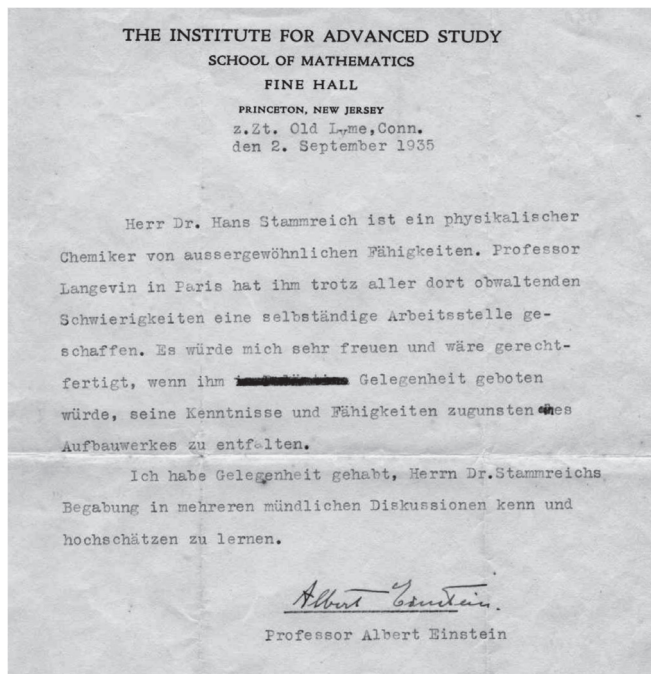 THE INSTITUTE FOR ADVANCED STUDY
SCHOOL OF MATHEMATICS
FINE HALL
PRINCETON, NEW JERSEY
z.Zt. Old Lyme,Conn.
den 2. September 1935
Herr Dr. Hans Stammreich ist ein physikalischer
Chemiker von aussergewöhnlichen Fähigkeiten. Professor
Langevin in Paris hat ihm trotz aller dort obwaltenden
Schwierigkeiten eine selbständige Arbeitsstelle ge-
schaffen. Es würde mich sehr freuen und wäre gerecht-
fertigt, wenn ihm Gelegenheit geboten
würde, seine Kenntnisse und Fähigkeiten zugunsten
Aufbauwerkes zu entfalten.
Ich habe Gelegenheit gehabt, Herrn Dr.Stammreichs
Begabung in mehreren mündlichen Diskussionen kenn und
hochschätzen zu lernen.
Albert Einstein.
Professor Albert Einstein